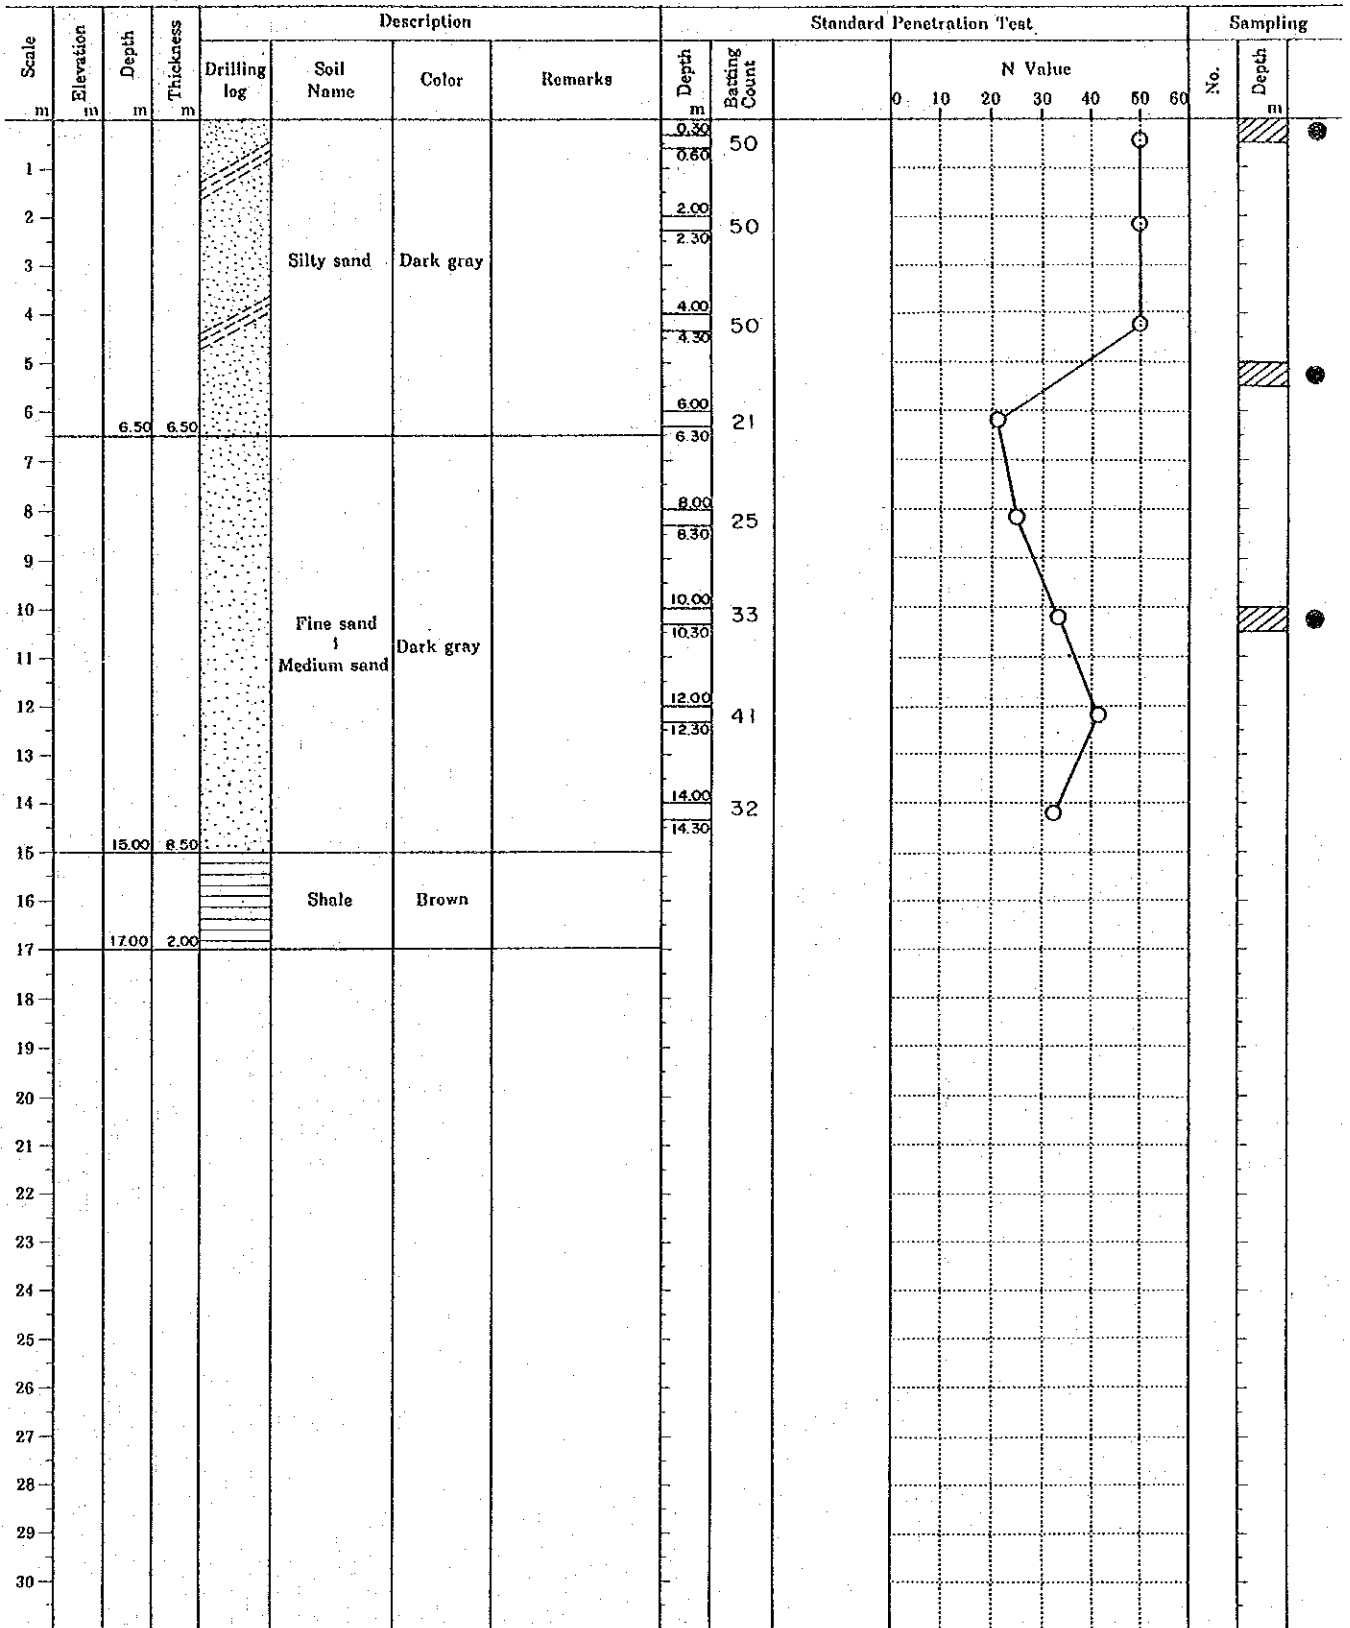 Description
Standard Penetration Test
Sampling
Scale
m
Elevation
m
Depth
m
Thickness
m
Drilling
log
Soil
Name
Color
Remarks
Depth
m
Batting
Count
N Value
0 10 20 30 40 50 60
No.
Depth
m
0.30
0.60
50
1
2.00
2
2.30
50
Silty sand
Dark gray
3
4.00
4
4.30
50
5
6.00
6
6.30
21
6.50 6.50
7
8.00
8
8.30
25
9
10.00
10
10.30
33
Fine sand
Medium sand
Dark gray
11
12.00
12
12.30
41
13
14.00
14
14.30
32
15.00 8.50
15
16
Shale
Brown
17.00 2.00
17
18
19
20
21
22
23
24
25
26
27
28
29
30